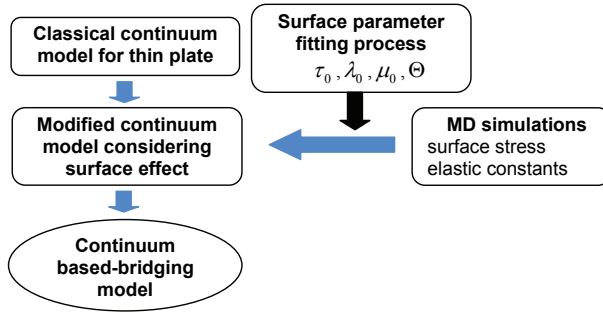 Classical continuum
model for thin plate
Surface parameter
fitting process
τ₀ , λ₀ , μ₀ , Θ
Modified continuum
model considering
surface effect
MD simulations
surface stress
elastic constants
Continuum
based-bridging
model